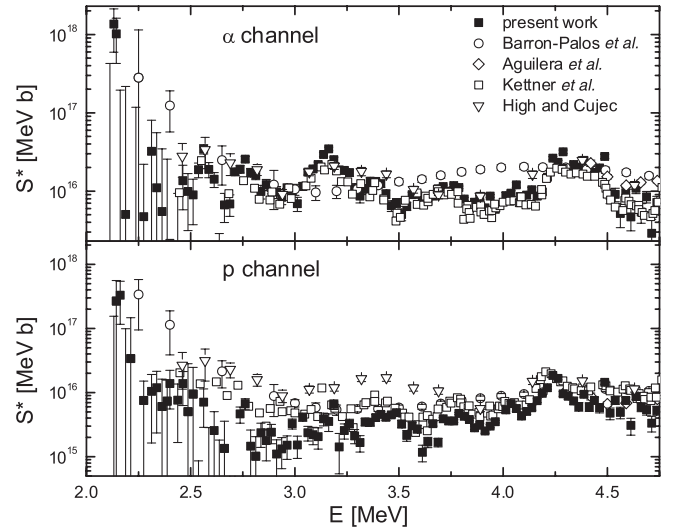 α channel
present work
Barron-Palos et al.
Aguilera et al.
Kettner et al.
High and Cujec
S* [MeV b]
10^18
10^17
10^16
p channel
S* [MeV b]
10^18
10^17
10^16
10^15
2.0 2.5 3.0 3.5 4.0 4.5
E [MeV]